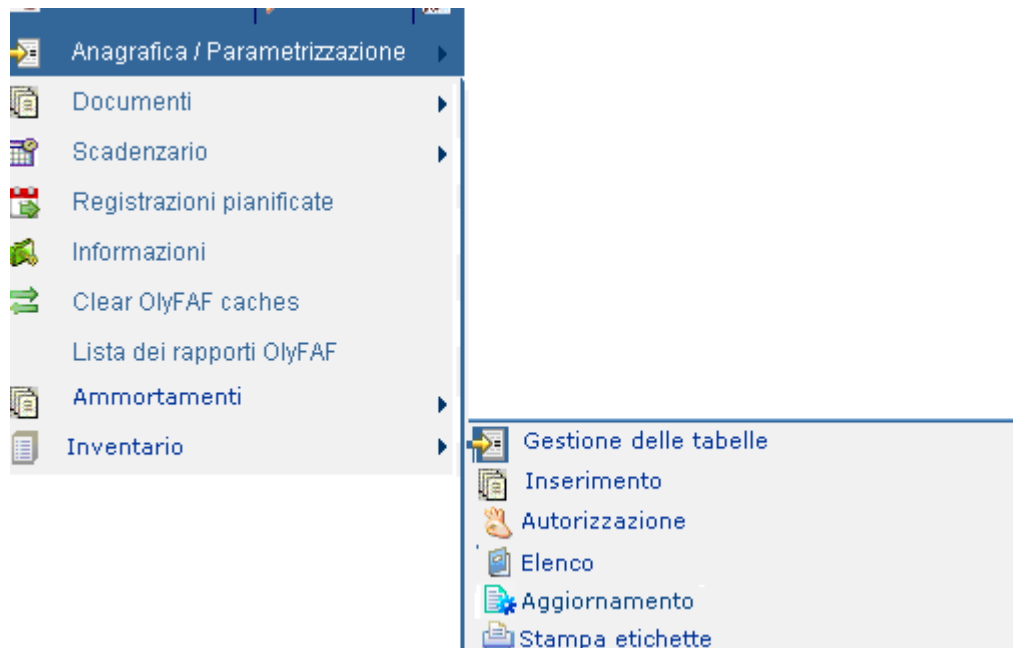 Anagrafica / Parametrizzazione
Documenti
Scadenzario
Registrazioni pianificate
Informazioni
Clear OlyFAF caches
Lista dei rapporti OlyFAF
Ammortamenti
Inventario
Gestione delle tabelle
Inserimento
Autorizzazione
Elenco
Aggiornamento
Stampa etichette